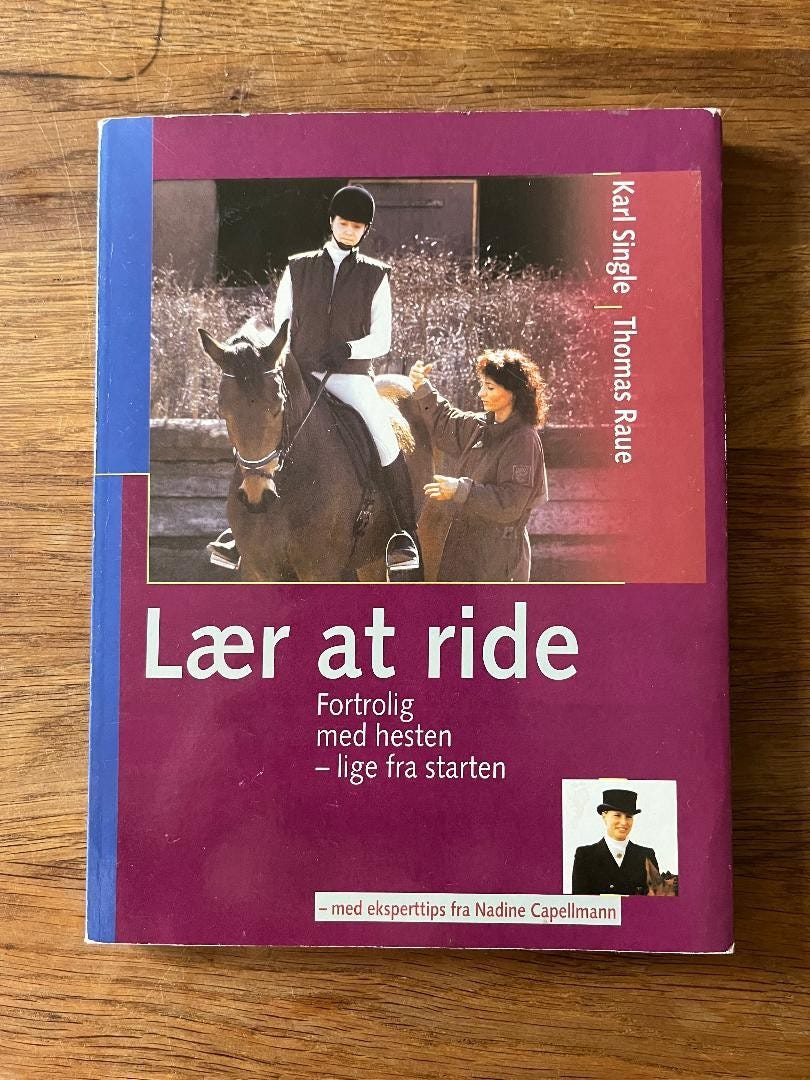 Karl Single | Thomas Raue
Lær at ride
Fortrolig
med hesten
– lige fra starten
– med eksperttips fra Nadine Capellmann